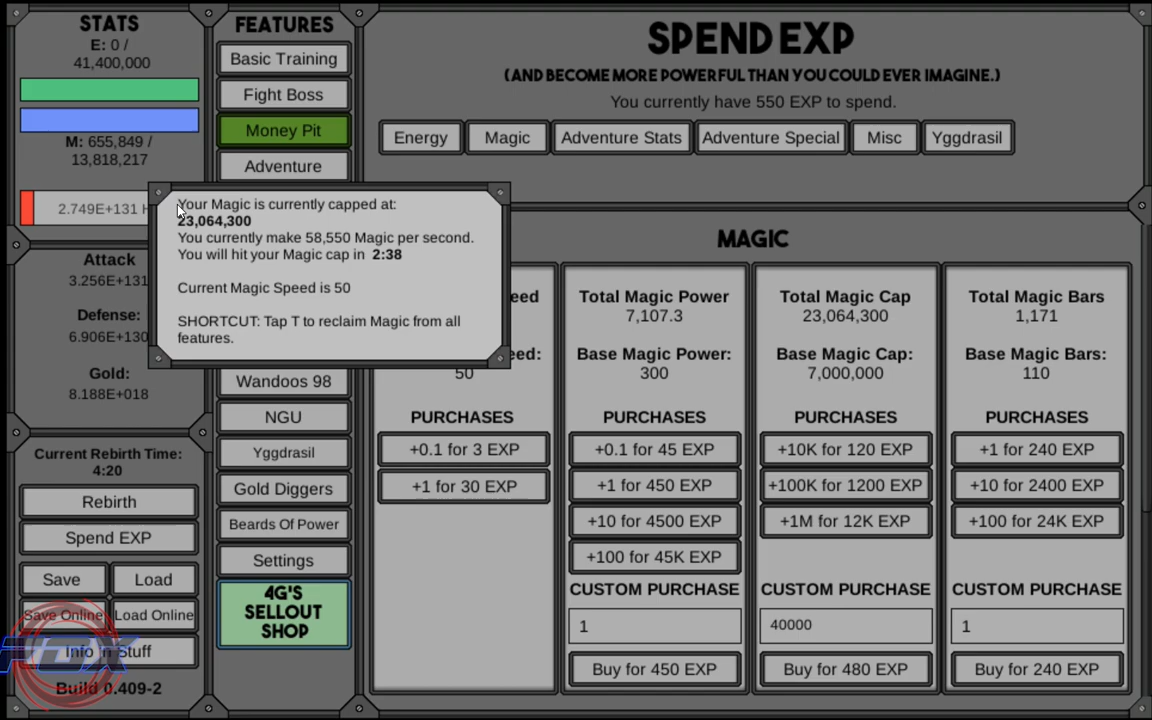 STATS
E: 0 /
41,400,000
M: 655,849 /
13,818,217
2.749E+131 H
Attack
3.256E+131
Defense:
6.906E+130
Gold:
8.188E+018
Current Rebirth Time:
4:20
Rebirth
Spend EXP
Save
Load
Save Online
Load Online
Info n Stuff
Build 0.409-2
FEATURES
Basic Training
Fight Boss
Money Pit
Adventure
Wandoos 98
NGU
Yggdrasil
Gold Diggers
Beards Of Power
Settings
4G'S
SELLOUT
SHOP
Your Magic is currently capped at:
23,064,300
You currently make 58,550 Magic per second.
You will hit your Magic cap in 2:38
Current Magic Speed is 50
SHORTCUT: Tap T to reclaim Magic from all
features.
SPEND EXP
(AND BECOME MORE POWERFUL THAN YOU COULD EVER IMAGINE.)
You currently have 550 EXP to spend.
Energy
Magic
Adventure Stats
Adventure Special
Misc
Yggdrasil
MAGIC
eed
eed:
50
PURCHASES
+0.1 for 3 EXP
+1 for 30 EXP
Total Magic Power
7,107.3
Base Magic Power:
300
PURCHASES
+0.1 for 45 EXP
+1 for 450 EXP
+10 for 4500 EXP
+100 for 45K EXP
CUSTOM PURCHASE
1
Buy for 450 EXP
Total Magic Cap
23,064,300
Base Magic Cap:
7,000,000
PURCHASES
+10K for 120 EXP
+100K for 1200 EXP
+1M for 12K EXP
CUSTOM PURCHASE
40000
Buy for 480 EXP
Total Magic Bars
1,171
Base Magic Bars:
110
PURCHASES
+1 for 240 EXP
+10 for 2400 EXP
+100 for 24K EXP
CUSTOM PURCHASE
1
Buy for 240 EXP